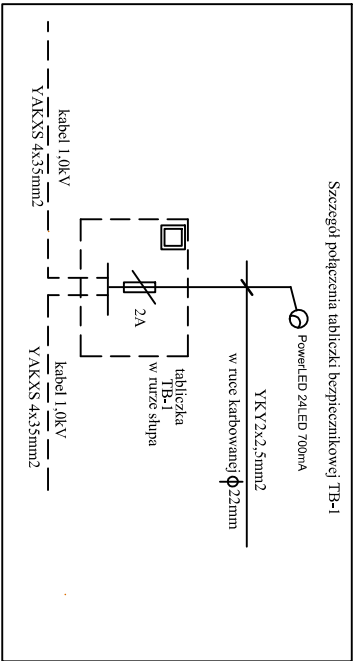 Szczegół połączenia tabliczki bezpiecznikowej TB-1
PowerLED 24LED 700mA
YKY2x2,5mm2
w ruce karbowanej ϕ22mm
2A
tabliczka
TB-1
w rurze słupa
kabel 1,0kV
YAKXS 4x35mm2
kabel 1,0kV
YAKXS 4x35mm2